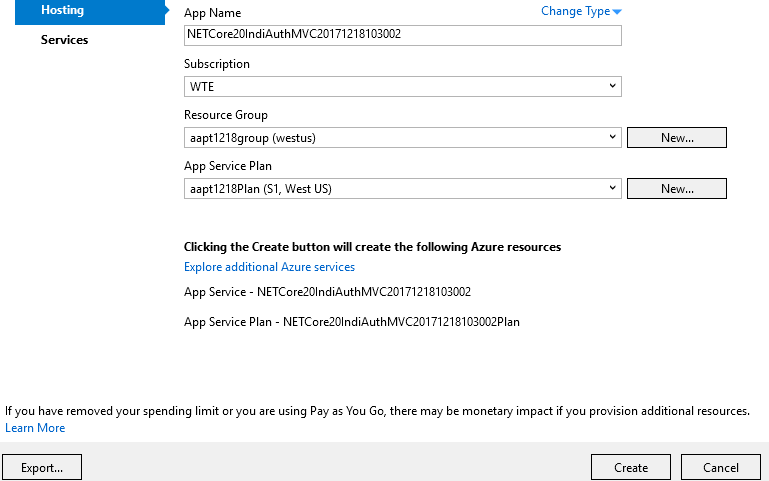 Hosting
Services
App Name
Change Type
NETCore20IndiAuthMVC20171218103002
Subscription
WTE
Resource Group
aapt1218group (westus)
New...
App Service Plan
aapt1218Plan (S1, West US)
New...
Clicking the Create button will create the following Azure resources
Explore additional Azure services
App Service - NETCore20IndiAuthMVC20171218103002
App Service Plan - NETCore20IndiAuthMVC20171218103002Plan
If you have removed your spending limit or you are using Pay as You Go, there may be monetary impact if you provision additional resources.
Learn More
Export...
Create
Cancel